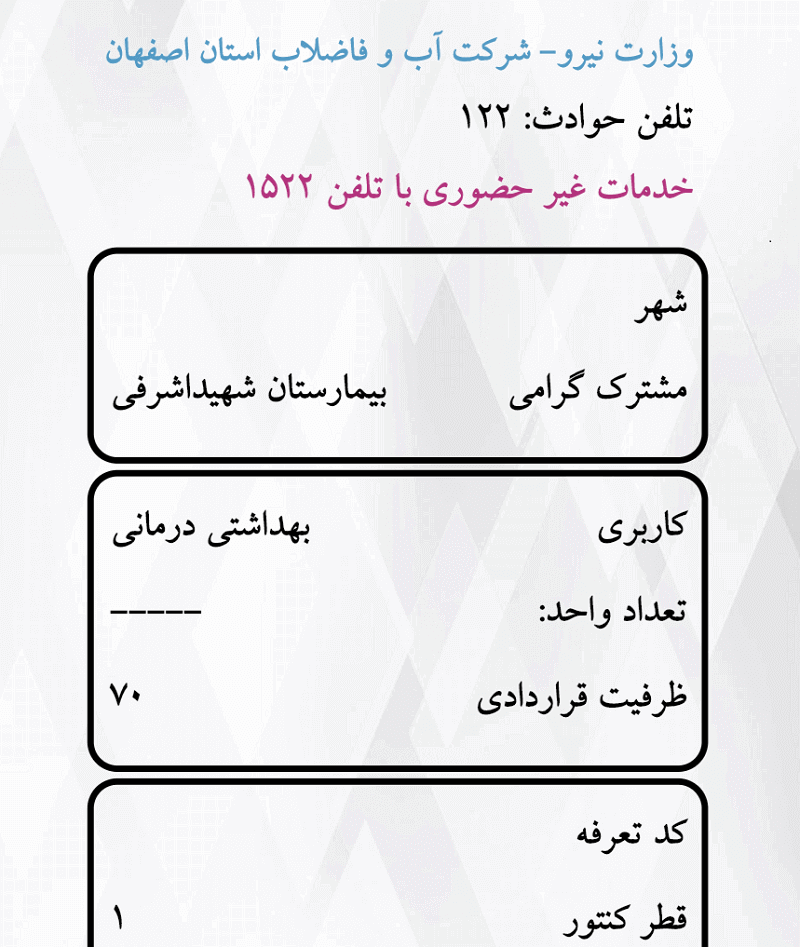 وزارت نیرو- شرکت آب و فاضلاب استان اصفهان
تلفن حوادث: ۱۲۲
خدمات غیر حضوری با تلفن ۱۵۲۲
شهر
مشترک گرامی بیمارستان شهیداشرفی
کاربری بهداشتی درمانی
تعداد واحد: -----
ظرفیت قراردادی ۷۰
کد تعرفه
قطر کنتور ۱